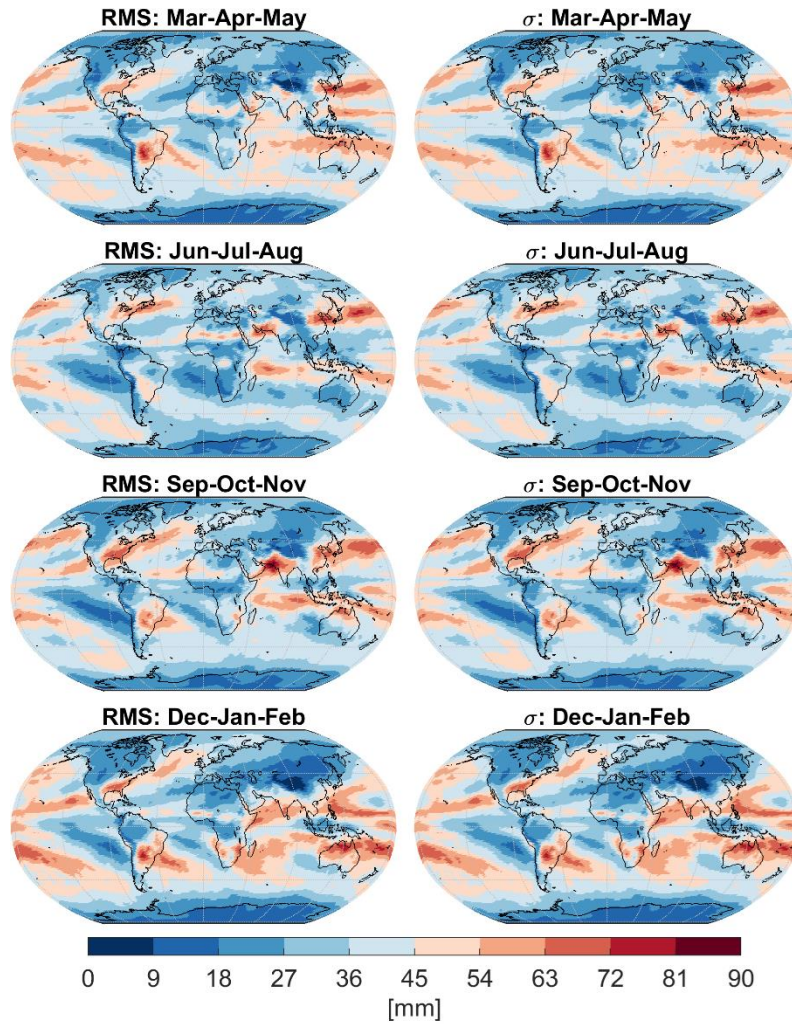 RMS: Mar-Apr-May
σ: Mar-Apr-May
RMS: Jun-Jul-Aug
σ: Jun-Jul-Aug
RMS: Sep-Oct-Nov
σ: Sep-Oct-Nov
RMS: Dec-Jan-Feb
σ: Dec-Jan-Feb
0 9 18 27 36 45 54 63 72 81 90
[mm]